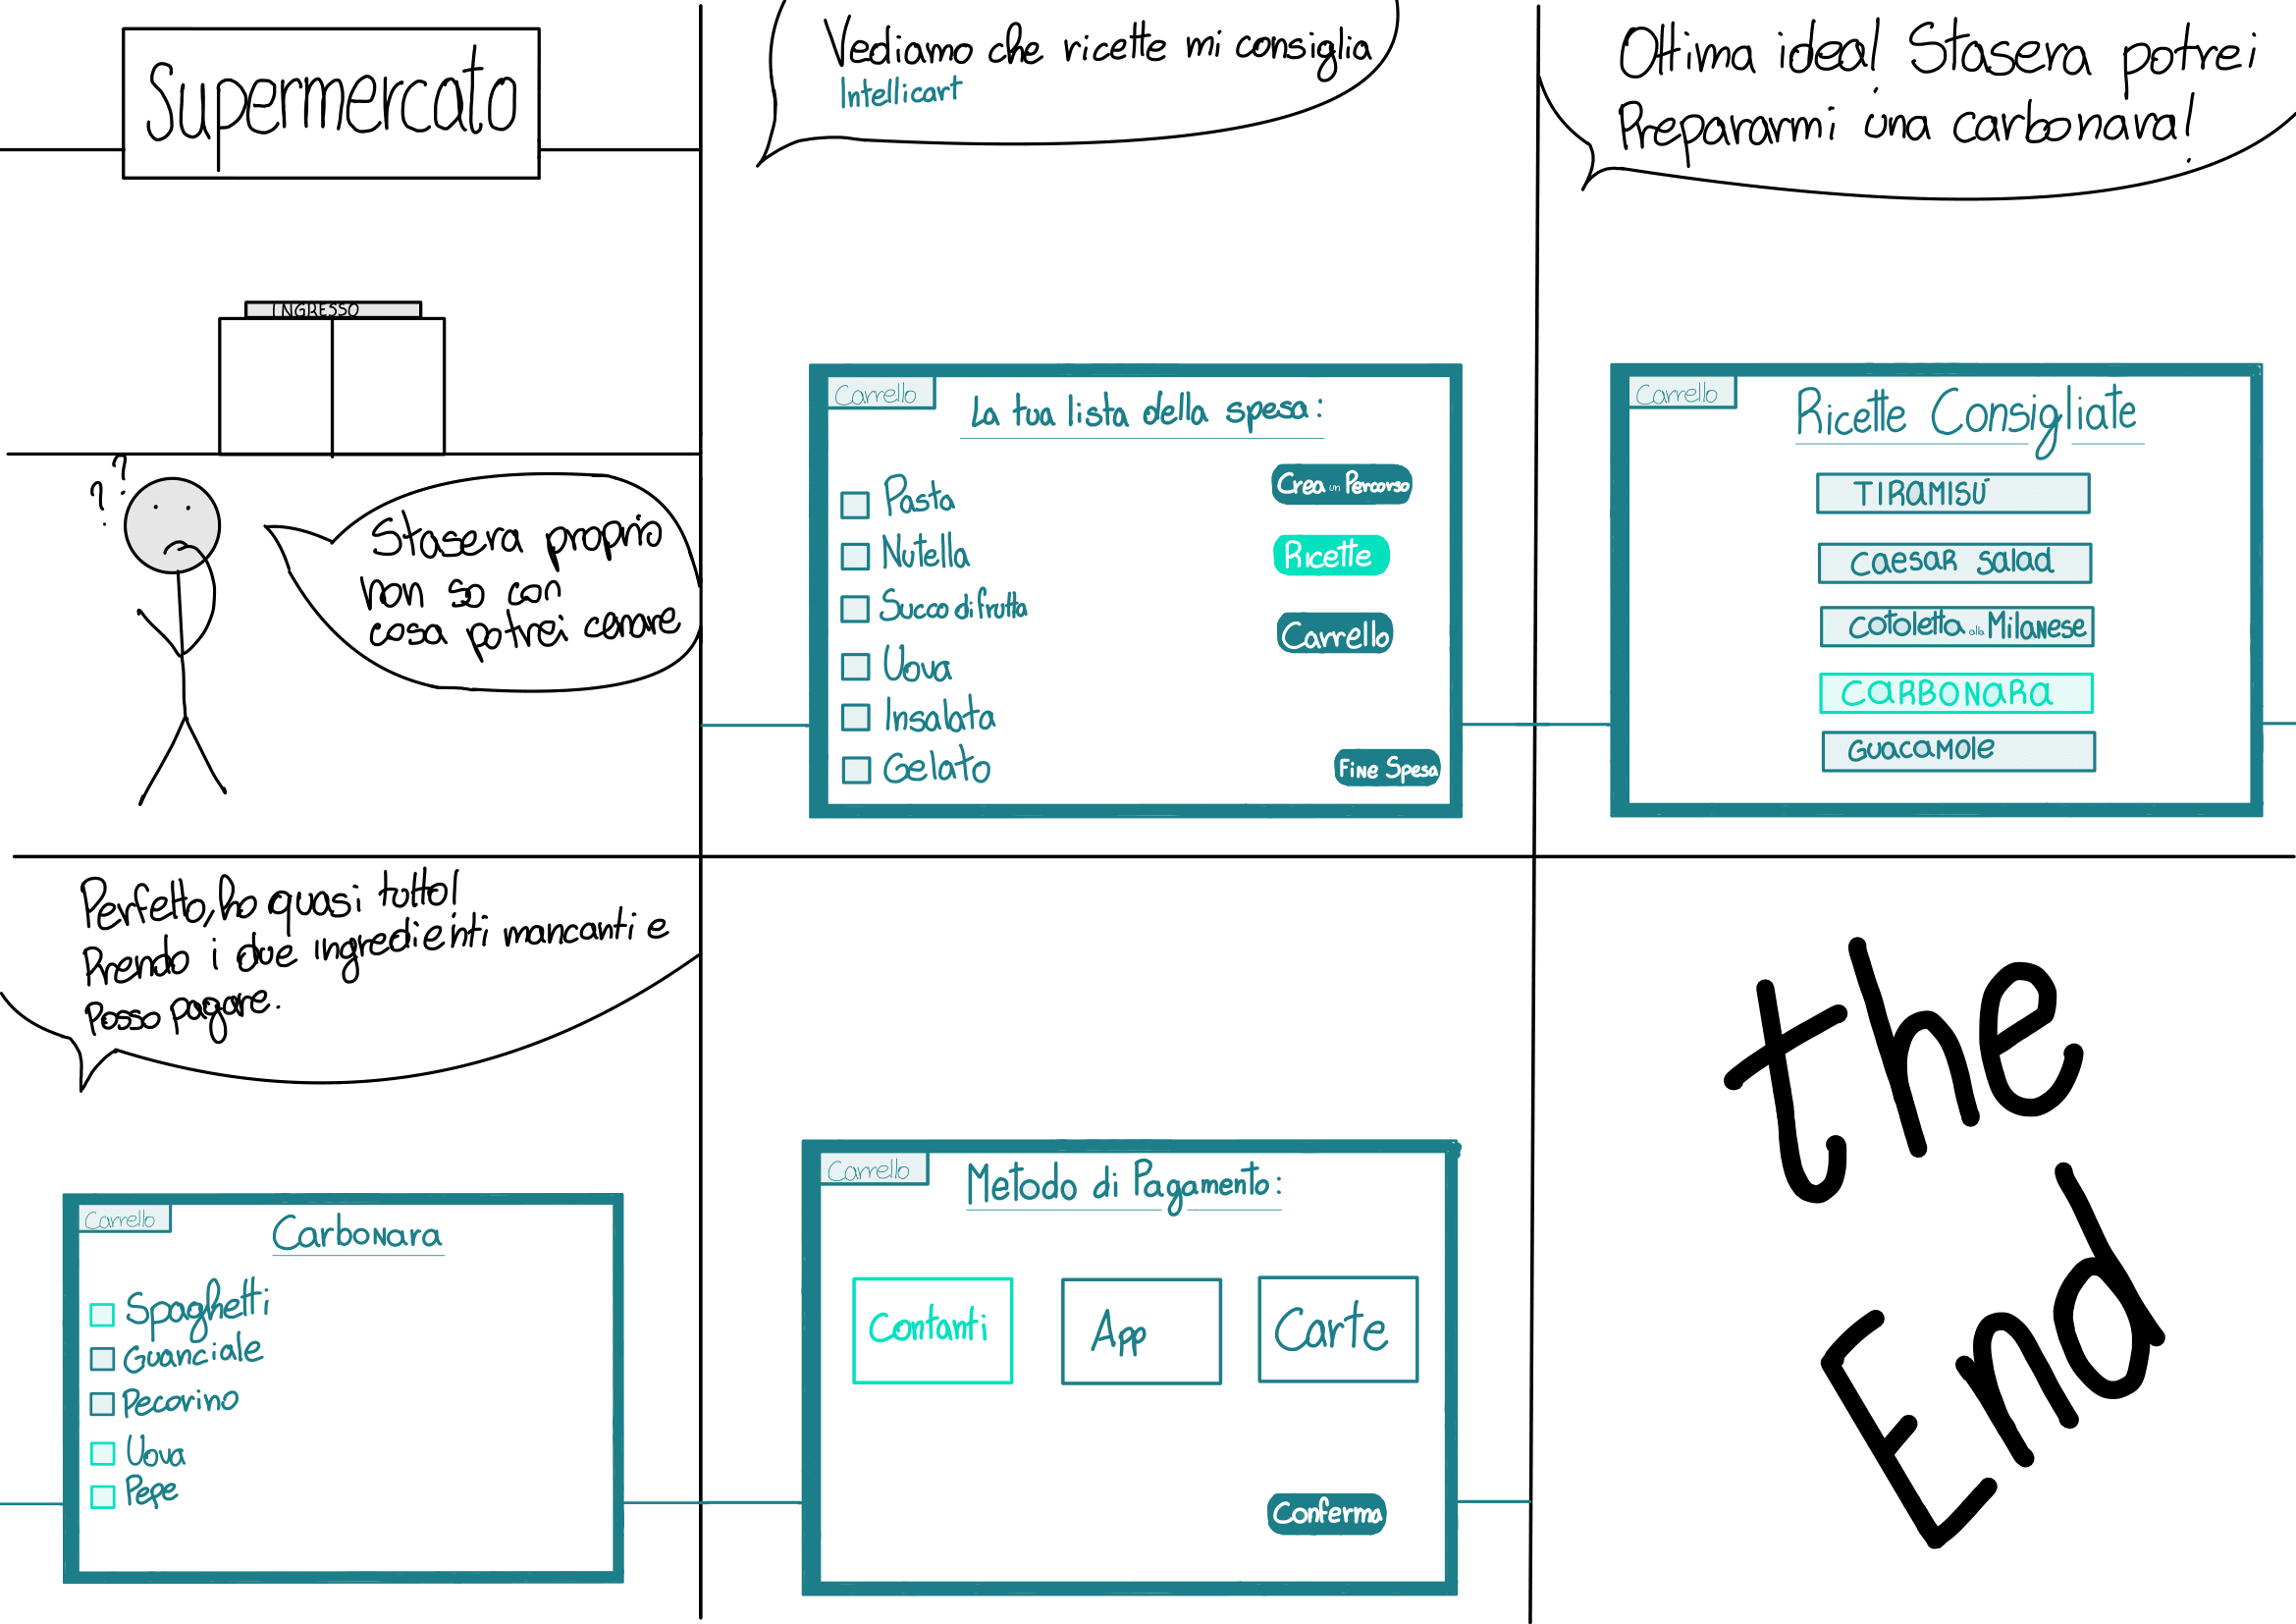 Supermercato
INGRESSO
? ?
Stasera proprio
non so con
cosa potrei cenare
Vediamo che ricette mi consiglia
Intellicart
Carrello
La tua lista della spesa:
Pasta
Nutella
Succo di frutta
Uova
Insalata
Gelato
Crea un Percorso
Ricette
Carrello
Fine Spesa
Ottima idea! Stasera potrei
Prepararmi una carbonara!
Carrello
Ricette Consigliate
TIRAMISÚ
Caesar salad
Cotoletta alla Milanese
CARBONARA
Guacamole
Perfetto, ho quasi tutto!
Prendo i due ingredienti mancanti e
Posso pagare.
Carrello
Carbonara
Spaghetti
Guanciale
Pecorino
Uova
Pepe
Carrello
Metodo di Pagamento:
Contanti
App
Carte
Conferma
the
End